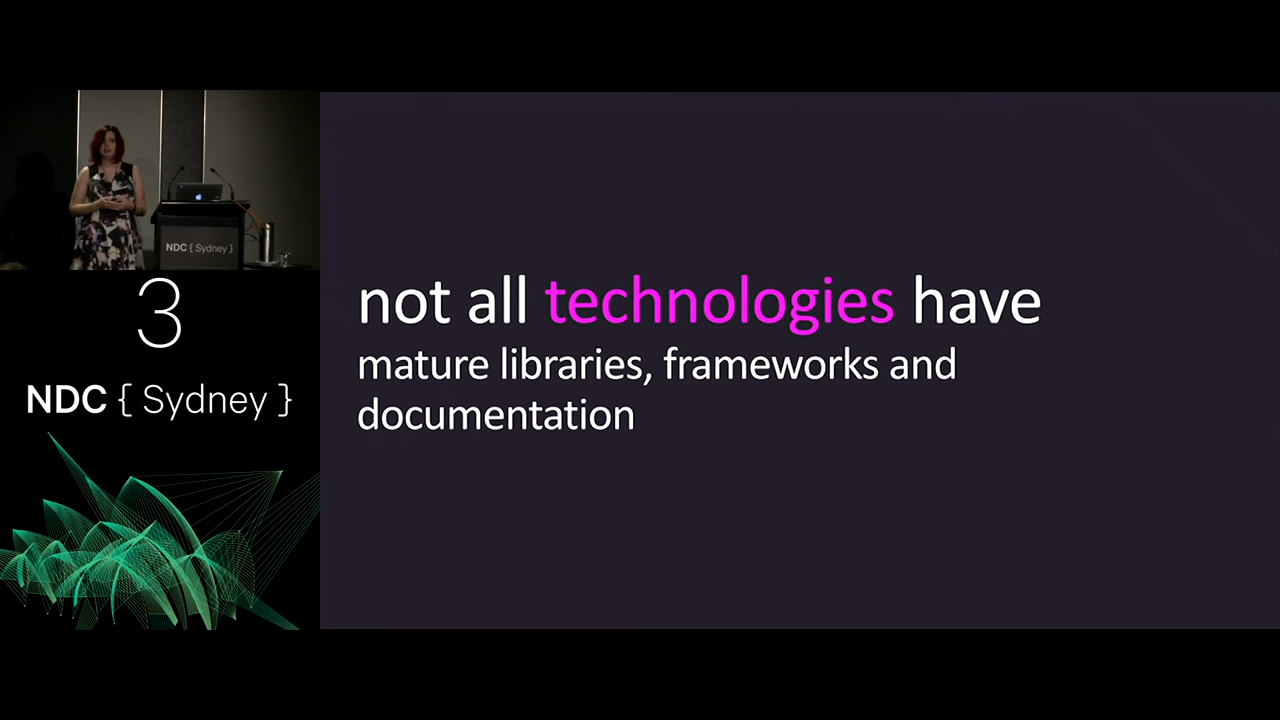 NDC { Sydney }
3
NDC { Sydney }
not all technologies have
mature libraries, frameworks and
documentation